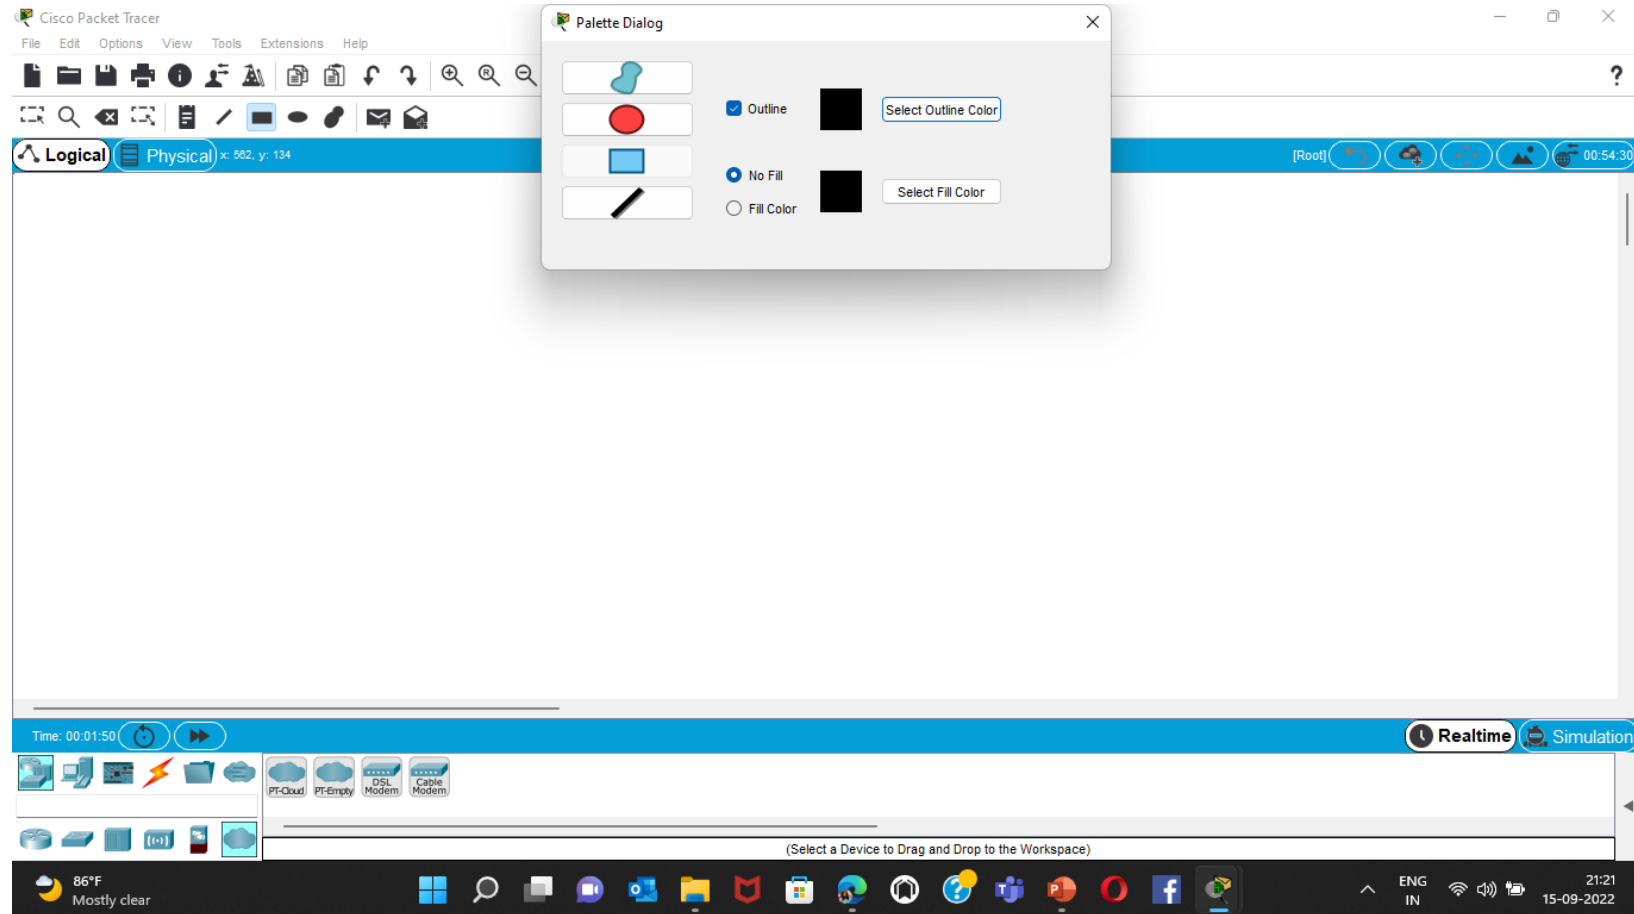 Cisco Packet Tracer
Palette Dialog
File Edit Options View Tools Extensions Help
?
Outline
Select Outline Color
Logical
Physical
x: 562, y: 134
[Root]
00:54:30
No Fill
Fill Color
Select Fill Color
Time: 00:01:50
Realtime
Simulation
PT-Cloud
PT-Empty
DSL Modem
Cable Modem
(Select a Device to Drag and Drop to the Workspace)
86°F
Mostly clear
ENG
IN
21:21
15-09-2022